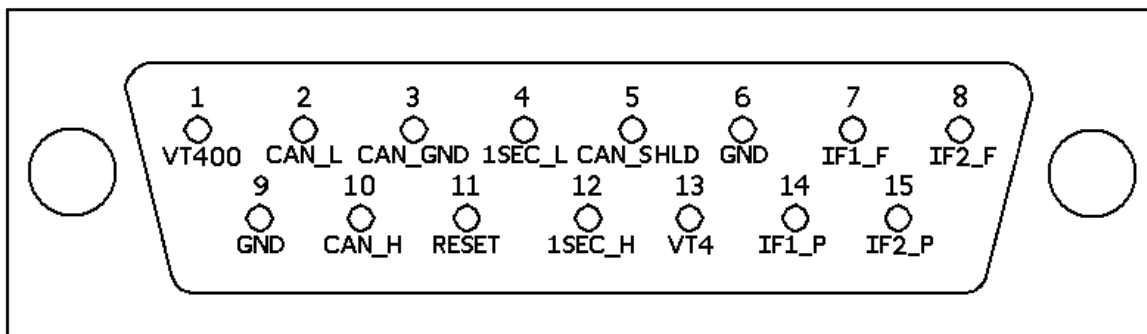 1 2 3 4 5 6 7 8
VT400 CAN_L CAN_GND 1SEC_L CAN_SHLD GND IF1_F IF2_F
9 10 11 12 13 14 15
GND CAN_H RESET 1SEC_H VT4 IF1_P IF2_P